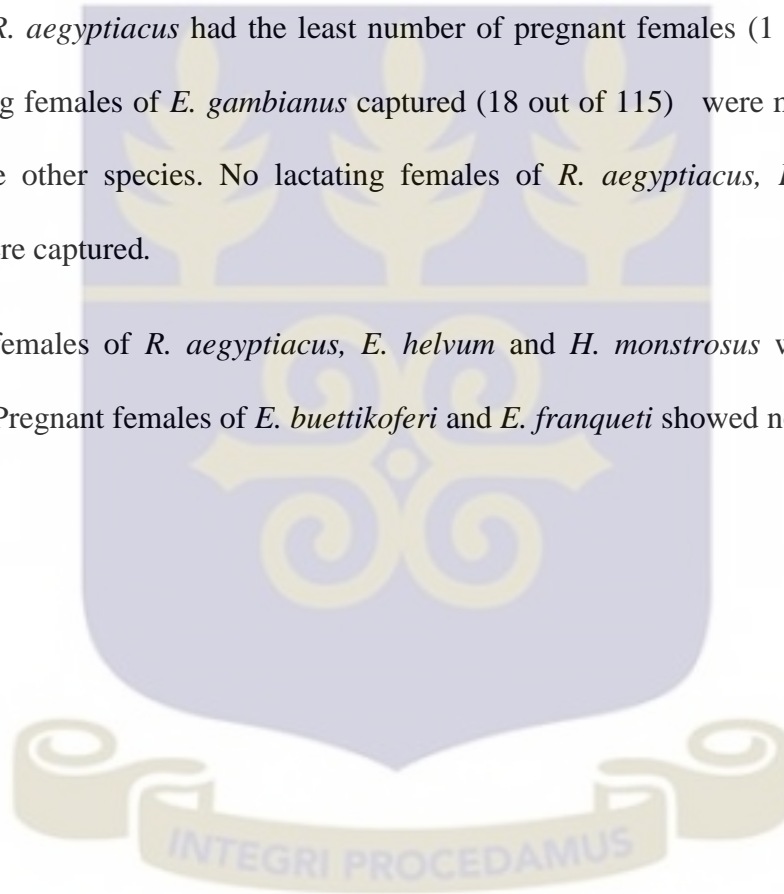 R. aegyptiacus had the least number of pregnant females (1
g females of E. gambianus captured (18 out of 115) were
other species. No lactating females of R. aegyptiacus,
re captured.
females of R. aegyptiacus, E. helvum and H. monstrosus
Pregnant females of E. buettikoferi and E. franqueti showed
INTEGRI PROCEDAMUS